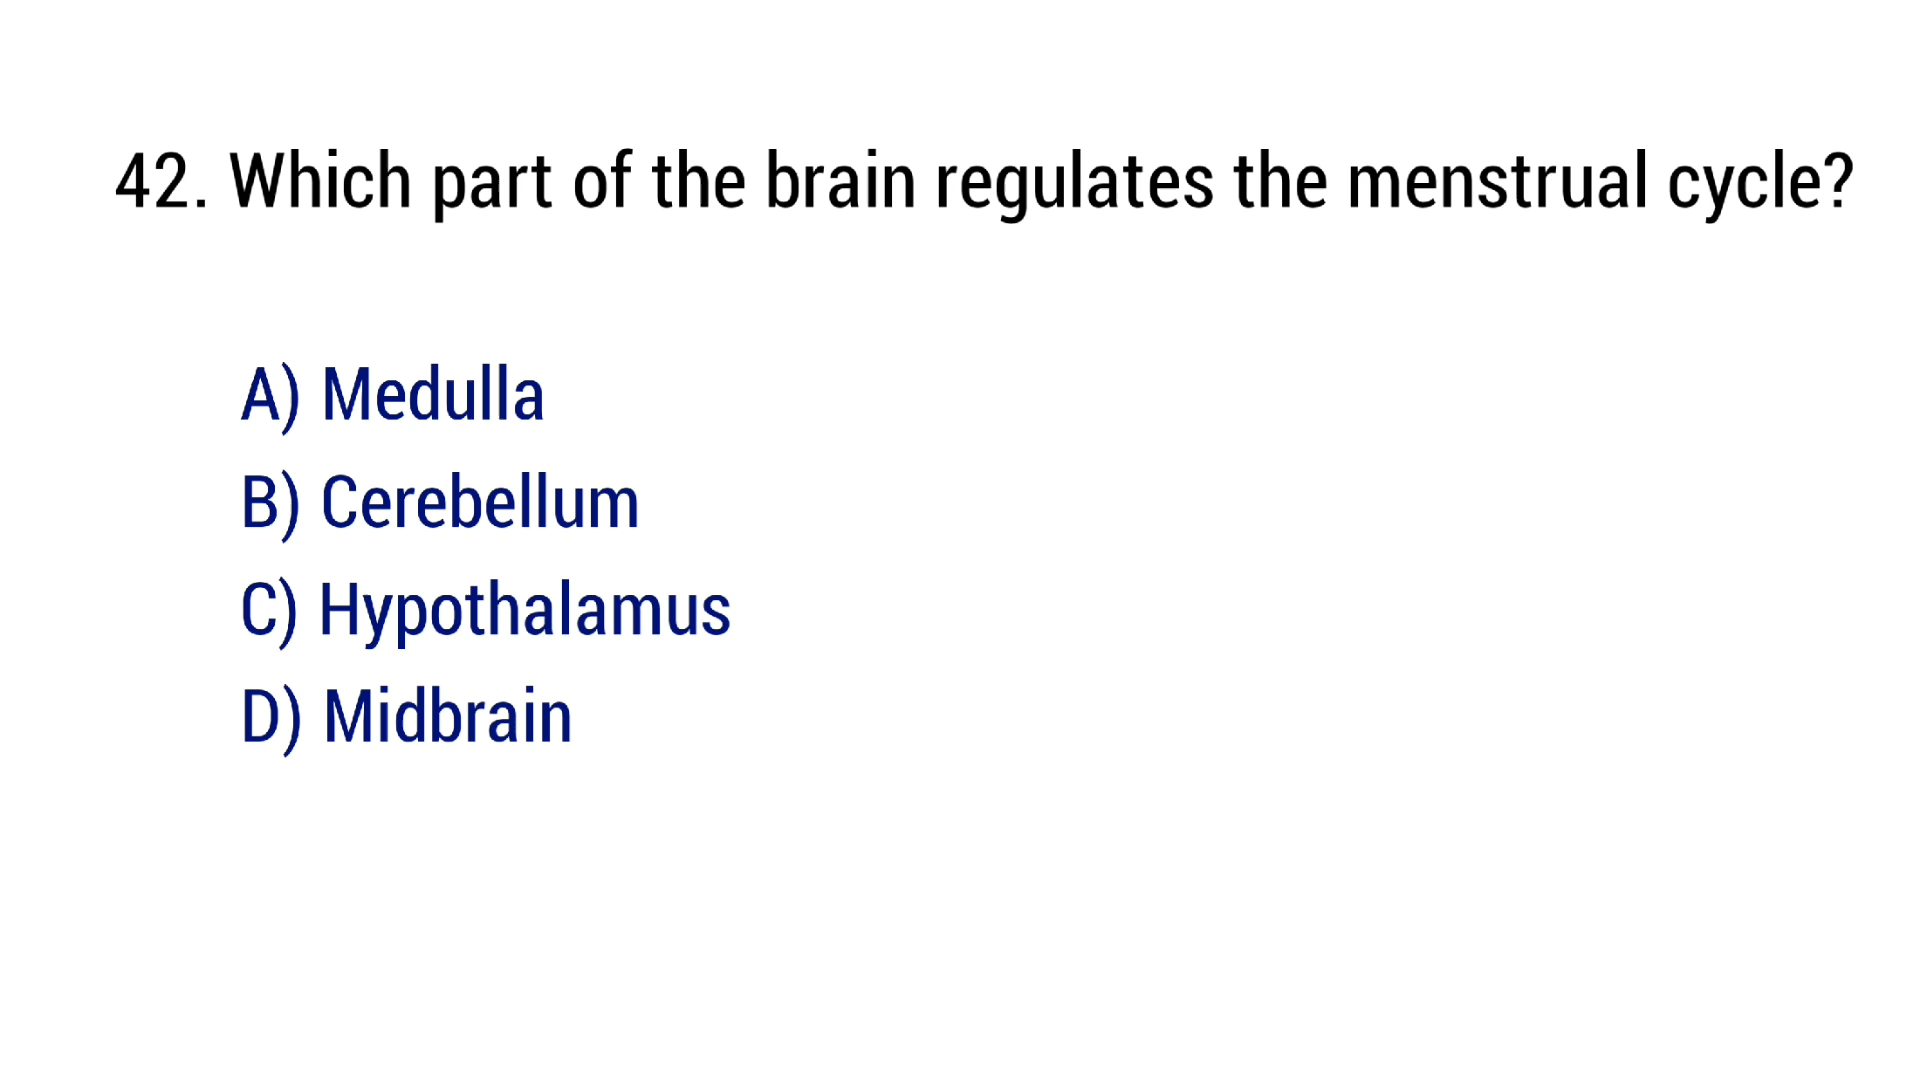 42. Which part of the brain regulates the menstrual cycle?
A) Medulla
B) Cerebellum
C) Hypothalamus
D) Midbrain